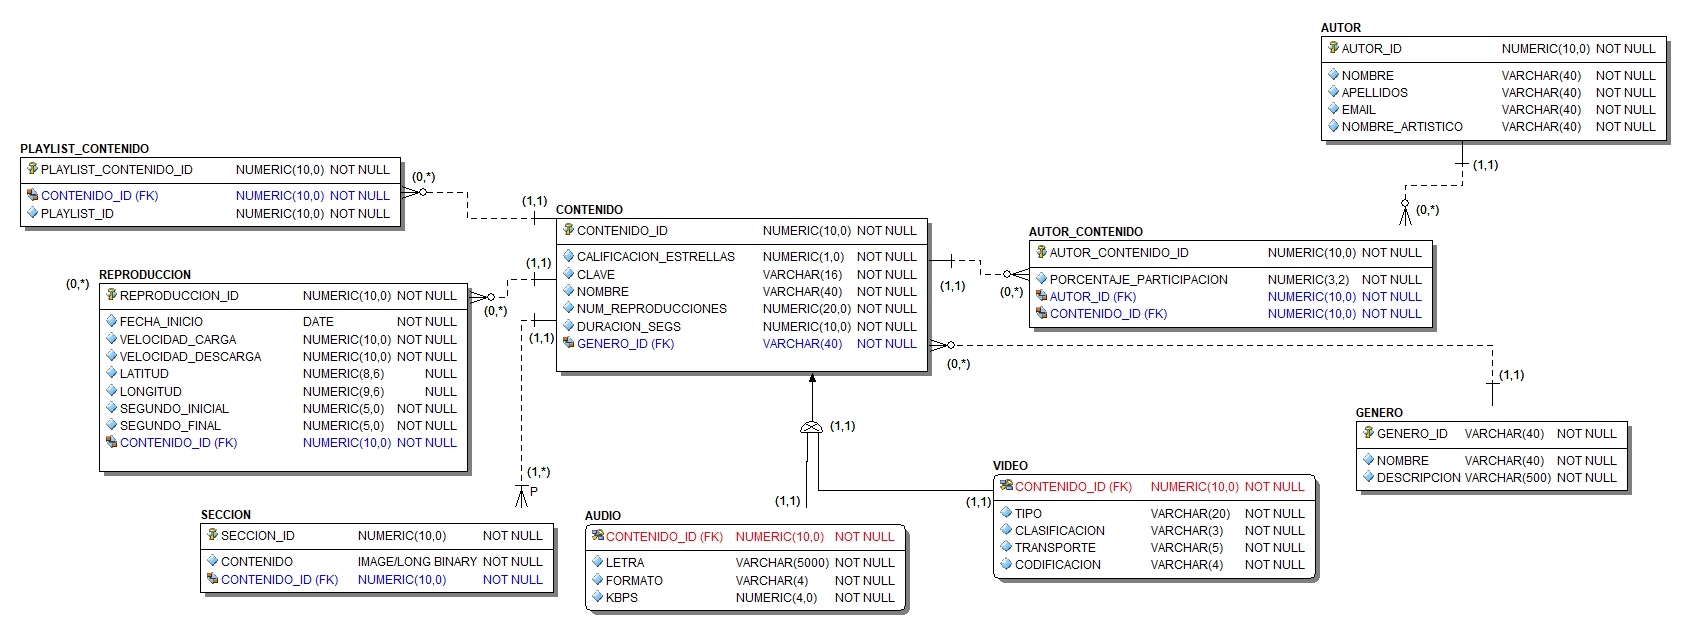 AUTOR
AUTOR_ID NUMERIC(10,0) NOT NULL
NOMBRE VARCHAR(40) NOT NULL
APELLIDOS VARCHAR(40) NOT NULL
EMAIL VARCHAR(40) NOT NULL
NOMBRE_ARTISTICO VARCHAR(40) NOT NULL
(1,1)
(0,*)
PLAYLIST_CONTENIDO
PLAYLIST_CONTENIDO_ID NUMERIC(10,0) NOT NULL
CONTENIDO_ID (FK) NUMERIC(10,0) NOT NULL
PLAYLIST_ID NUMERIC(10,0) NOT NULL
(0,*)
(1,1)
CONTENIDO
CONTENIDO_ID NUMERIC(10,0) NOT NULL
CALIFICACION_ESTRELLAS NUMERIC(1,0) NOT NULL
CLAVE VARCHAR(16) NOT NULL
NOMBRE VARCHAR(40) NOT NULL
NUM_REPRODUCCIONES NUMERIC(20,0) NOT NULL
DURACION_SEGS NUMERIC(10,0) NOT NULL
GENERO_ID (FK) VARCHAR(40) NOT NULL
(1,1)
(0,*)
AUTOR_CONTENIDO
AUTOR_CONTENIDO_ID NUMERIC(10,0) NOT NULL
PORCENTAJE_PARTICIPACION NUMERIC(3,2) NOT NULL
AUTOR_ID (FK) NUMERIC(10,0) NOT NULL
CONTENIDO_ID (FK) NUMERIC(10,0) NOT NULL
REPRODUCCION
(0,*)
REPRODUCCION_ID NUMERIC(10,0) NOT NULL
FECHA_INICIO DATE NOT NULL
VELOCIDAD_CARGA NUMERIC(10,0) NOT NULL
VELOCIDAD_DESCARGA NUMERIC(10,0) NOT NULL
LATITUD NUMERIC(8,6) NULL
LONGITUD NUMERIC(9,6) NULL
SEGUNDO_INICIAL NUMERIC(5,0) NOT NULL
SEGUNDO_FINAL NUMERIC(5,0) NOT NULL
CONTENIDO_ID (FK) NUMERIC(10,0) NOT NULL
(1,1)
(0,*)
(1,1)
(0,*)
(1,1)
GENERO
GENERO_ID VARCHAR(40) NOT NULL
NOMBRE VARCHAR(40) NOT NULL
DESCRIPCION VARCHAR(500) NOT NULL
(1,1)
(1,*)
P
SECCION
SECCION_ID NUMERIC(10,0) NOT NULL
CONTENIDO IMAGE/LONG BINARY NOT NULL
CONTENIDO_ID (FK) NUMERIC(10,0) NOT NULL
(1,1)
AUDIO
CONTENIDO_ID (FK) NUMERIC(10,0) NOT NULL
LETRA VARCHAR(5000) NOT NULL
FORMATO VARCHAR(4) NOT NULL
KBPS NUMERIC(4,0) NOT NULL
(1,1)
VIDEO
CONTENIDO_ID (FK) NUMERIC(10,0) NOT NULL
TIPO VARCHAR(20) NOT NULL
CLASIFICACION VARCHAR(3) NOT NULL
TRANSPORTE VARCHAR(5) NOT NULL
CODIFICACION VARCHAR(4) NOT NULL